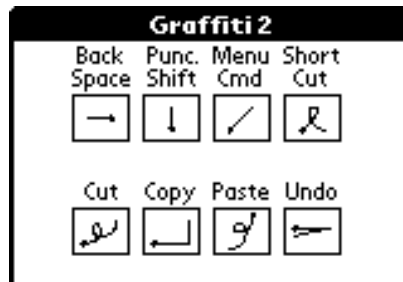 Graffiti 2
Back Punc. Menu Short
Space Shift Cmd Cut
Cut Copy Paste Undo